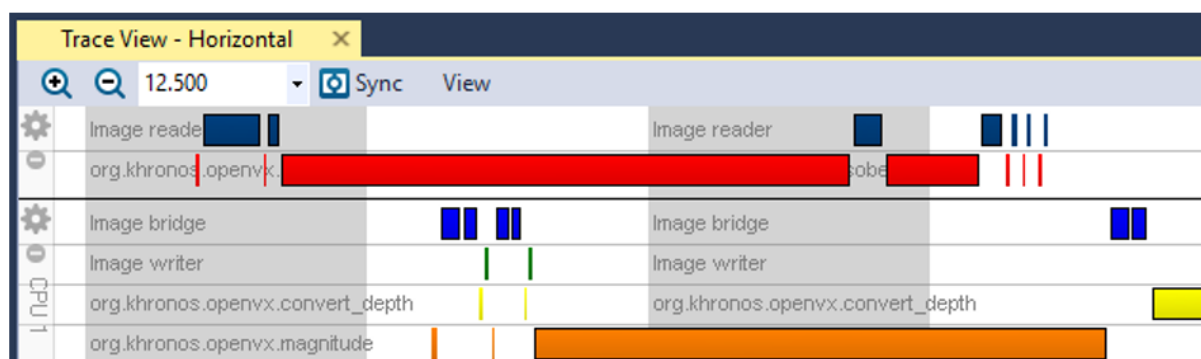 Trace View - Horizontal
12.500 Sync View
Image reade Image reader
org.khronos.openvx. sobe
Image bridge Image bridge
Image writer Image writer
org.khronos.openvx.convert_depth org.khronos.openvx.convert_depth
org.khronos.openvx.magnitude
CPU 1